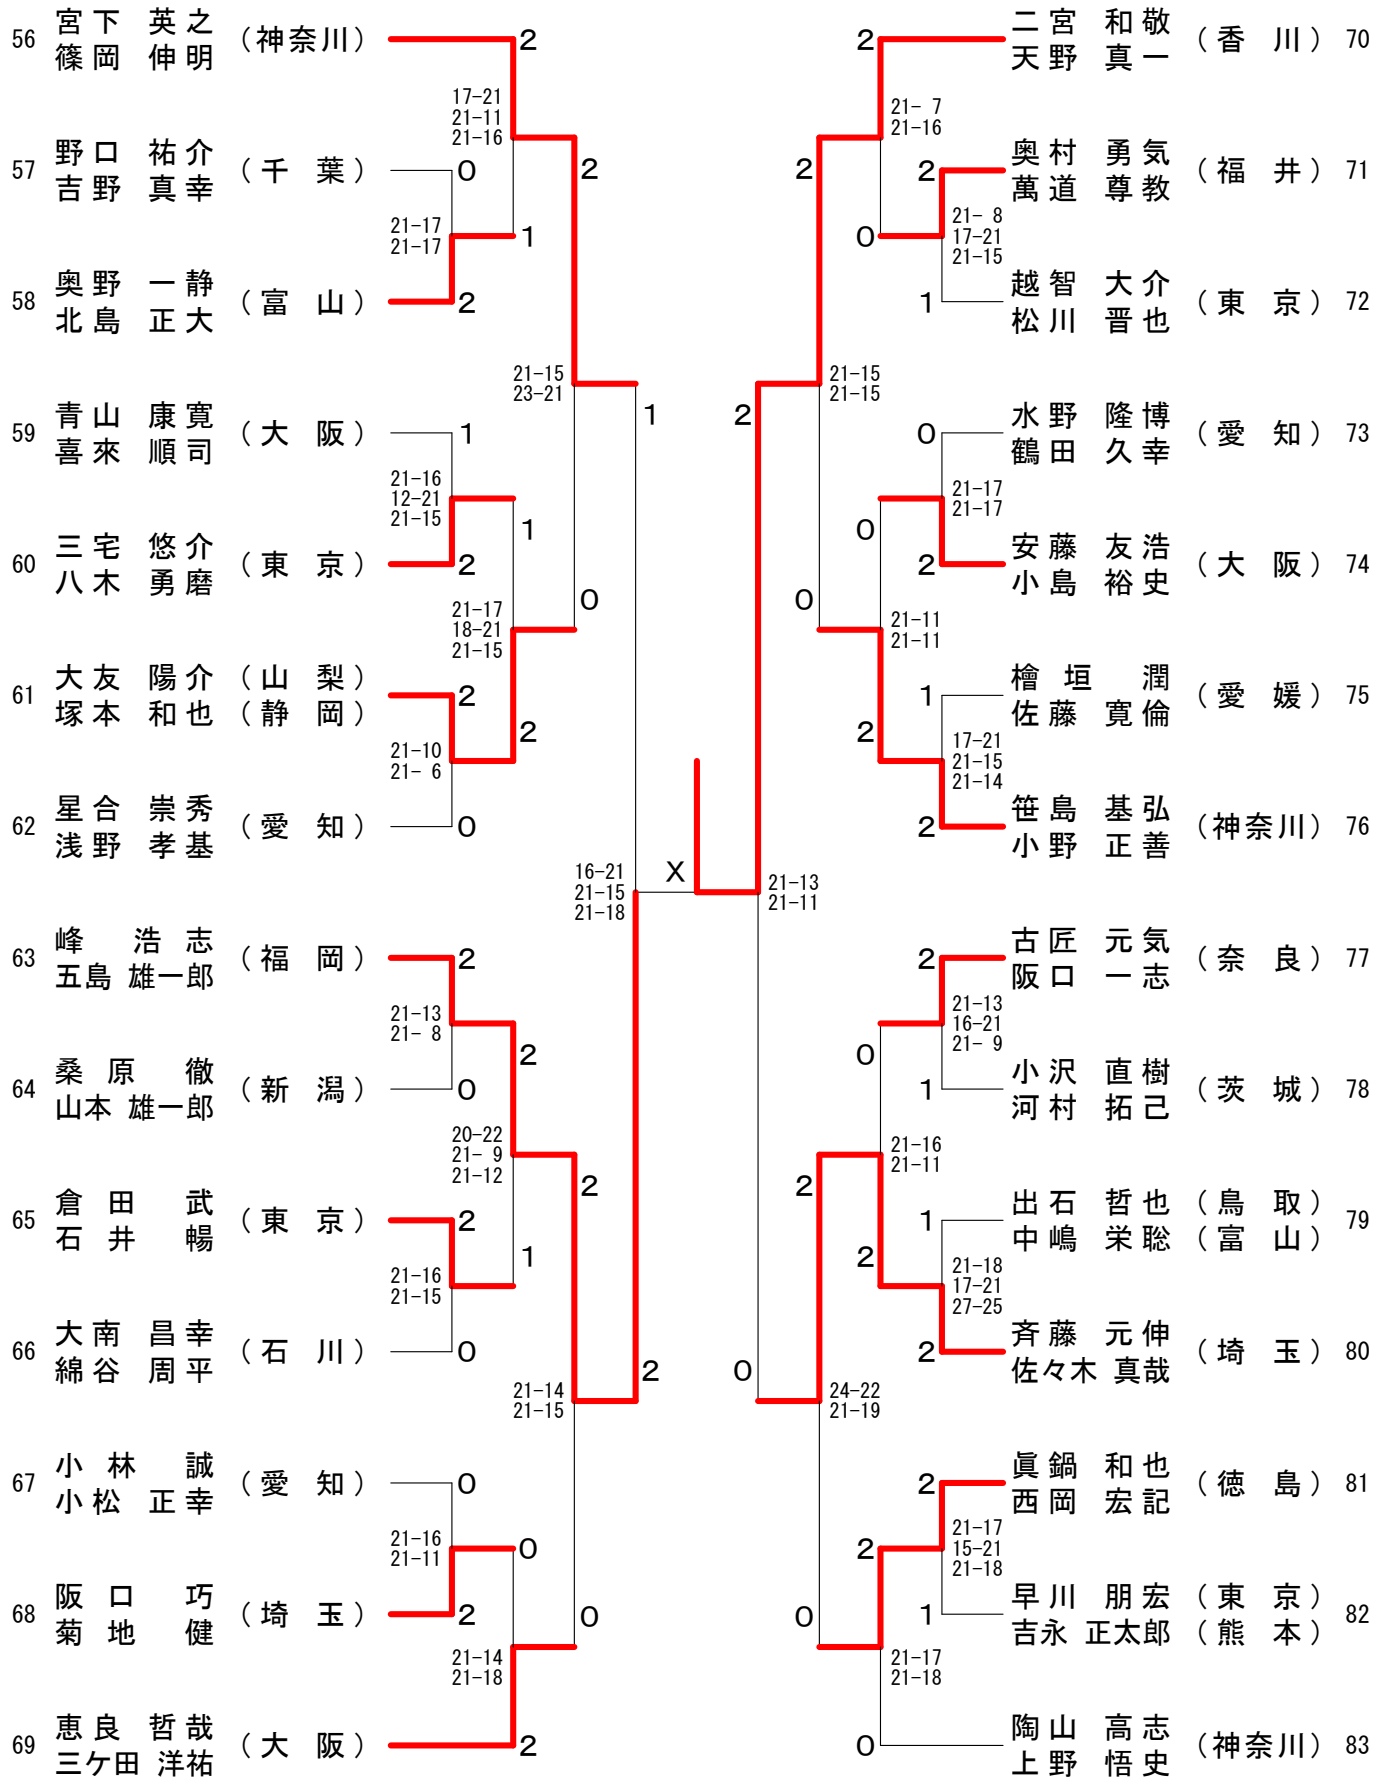 56 宮下 英之 (神奈川) 2
篠岡 伸明
17-21
21-11
21-16
57 野口 祐介 (千 葉) 0
吉野 真幸
2
21-17
21-17
1
58 奥野 一静 (富 山) 2
北島 正大
21-15
23-21
59 青山 康寛 (大 阪) 1
喜來 順司
1
21-16
12-21
21-15
1
60 三宅 悠介 (東 京) 2
八木 勇磨
0
21-17
18-21
21-15
61 大友 陽介 (山 梨) 2
塚本 和也 (静 岡)
2
21-10
21- 6
62 星合 崇秀 (愛 知) 0
浅野 孝基
16-21
21-15
21-18
X
63 峰 浩志 (福 岡) 2
五島 雄一郎
21-13
21- 8
2
64 桑原 徹 (新 潟) 0
山本 雄一郎
20-22
21- 9
21-12
2
65 倉田 武 (東 京) 2
石井 暢
1
21-16
21-15
66 大南 昌幸 (石 川) 0
綿谷 周平
2
21-14
21-15
67 小林 誠 (愛 知) 0
小松 正幸
21-16
21-11
0
68 阪口 巧 (埼 玉) 2
菊地 健
0
21-14
21-18
69 恵良 哲哉 (大 阪) 2
三ケ田 洋祐
2 二宮 和敬 (香 川) 70
天野 真一
21- 7
21-16
2
2 奥村 勇気 (福 井) 71
萬道 尊教
0
21- 8
17-21
21-15
1 越智 大介 (東 京) 72
松川 晋也
21-15
21-15
2
0 水野 隆博 (愛 知) 73
鶴田 久幸
21-17
21-17
0
2 安藤 友浩 (大 阪) 74
小島 裕史
0
21-11
21-11
1 檜垣 潤 (愛 媛) 75
佐藤 寛倫
2
17-21
21-15
21-14
2 笹島 基弘 (神奈川) 76
小野 正善
21-13
21-11
2 古匠 元気 (奈 良) 77
阪口 一志
21-13
16-21
21- 9
0
1 小沢 直樹 (茨 城) 78
河村 拓己
21-16
21-11
2
1 出石 哲也 (鳥 取) 79
中嶋 栄聡 (富 山)
2
21-18
17-21
27-25
2 斉藤 元伸 (埼 玉) 80
佐々木 真哉
0
24-22
21-19
2 眞鍋 和也 (徳 島) 81
西岡 宏記
21-17
15-21
21-18
2
1 早川 朋宏 (東 京) 82
吉永 正太郎 (熊 本)
0
21-17
21-18
0 陶山 高志 (神奈川) 83
上野 悟史